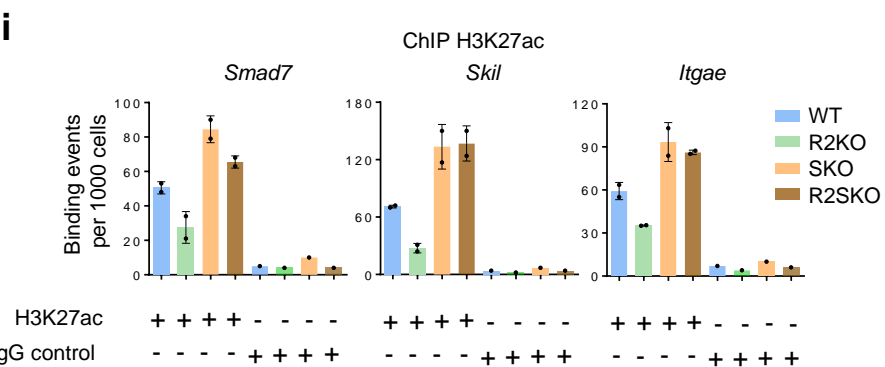 i
ChIP H3K27ac
Smad7 Skil Itgae
Binding events
per 1000 cells
100
80
60
40
20
0
180
120
60
0
120
90
60
30
0
WT
R2KO
SKO
R2SKO
H3K27ac + + + + - - - - + + + + - - - - + + + + - - - -
gG control - - - - + + + + - - - - + + + + - - - - + + + +